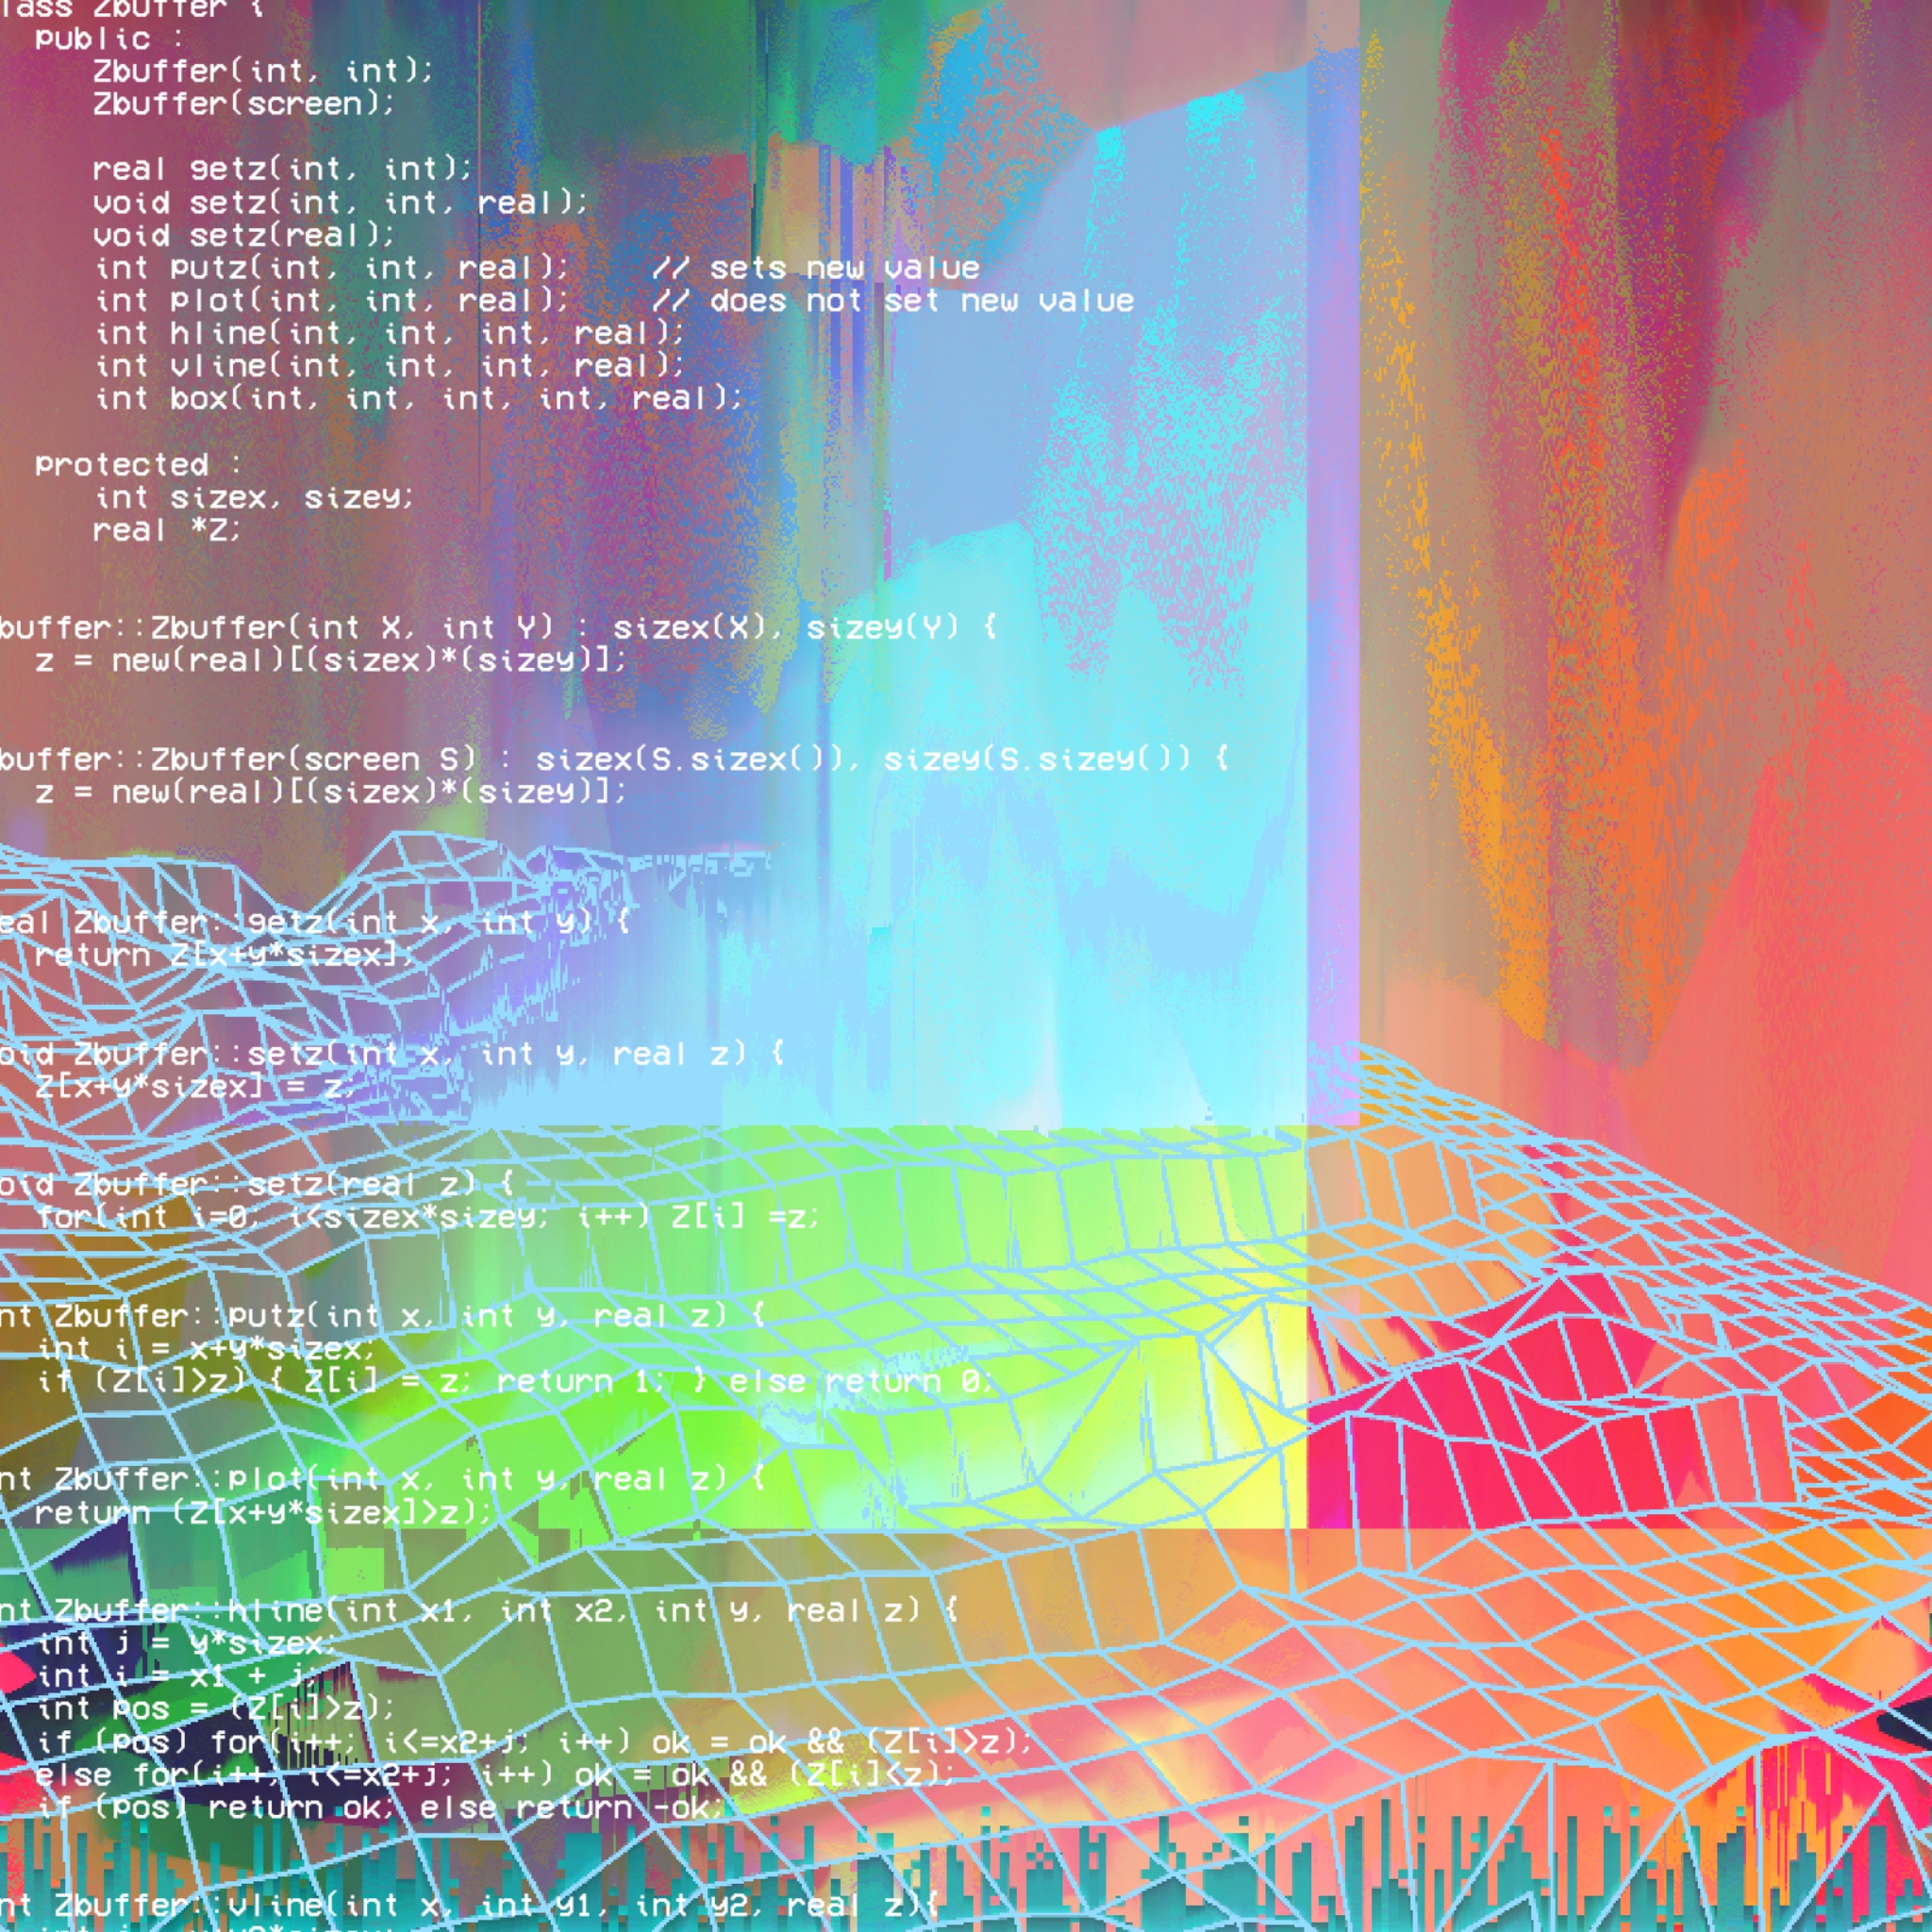 lass Zbuffer {
public :
Zbuffer(int, int);
Zbuffer(screen);
real getz(int, int);
void setz(int, int, real);
void setz(real);
int putz(int, int, real);    // sets new value
int plot(int, int, real);    // does not set new value
int hline(int, int, int, real);
int vline(int, int, int, real);
int box(int, int, int, int, real);
protected :
int sizex, sizey;
real *Z;
buffer::Zbuffer(int X, int Y) : sizex(X), sizey(Y) {
z = new(real)[(sizex)*(sizey)];
buffer::Zbuffer(screen S) : sizex(S.sizex()), sizey(S.sizey()) {
z = new(real)[(sizex)*(sizey)];
eal Zbuffer::getz(int x, int y) {
return Z[x+y*sizex];
oid Zbuffer::setz(int x, int y, real z) {
Z[x+y*sizex] = z;
oid Zbuffer::setz(real z) {
for(int i=0; i<sizex*sizey; i++) Z[i] =z;
nt Zbuffer::putz(int x, int y, real z) {
int i = x+y*sizex;
if (Z[i]>z) { Z[i] = z; return 1; } else return 0;
nt Zbuffer::plot(int x, int y, real z) {
return (Z[x+y*sizex]>z);
nt Zbuffer::hline(int x1, int x2, int y, real z) {
int j = y*sizex;
int i = x1 + j;
int pos = (Z[i]>z);
if (pos) for(i++; i<=x2+j; i++) ok = ok && (Z[i]>z);
else for(i++; i<=x2+j; i++) ok = ok && (Z[i]<z);
if (pos) return ok; else return -ok;
nt Zbuffer::vline(int x, int y1, int y2, real z){